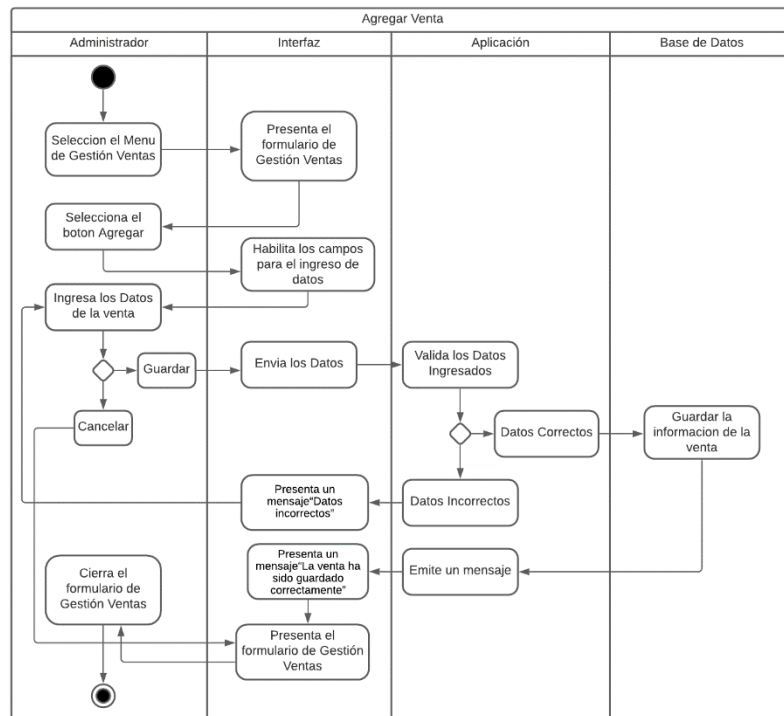 Agregar Venta
Administrador
Interfaz
Aplicación
Base de Datos
Seleccion el Menu
de Gestión Ventas
Presenta el
formulario de
Gestión Ventas
Selecciona el
boton Agregar
Habilita los campos
para el ingreso de
datos
Ingresa los Datos
de la venta
Guardar
Envia los Datos
Valida los Datos
Ingresados
Cancelar
Datos Correctos
Guardar la
informacion de la
venta
Presenta un
mensaje"Datos
incorrectos"
Datos Incorrectos
Presenta un
mensaje"La venta ha
sido guardado
correctamente"
Emite un mensaje
Cierra el
formulario de
Gestión Ventas
Presenta el
formulario de Gestión
Ventas